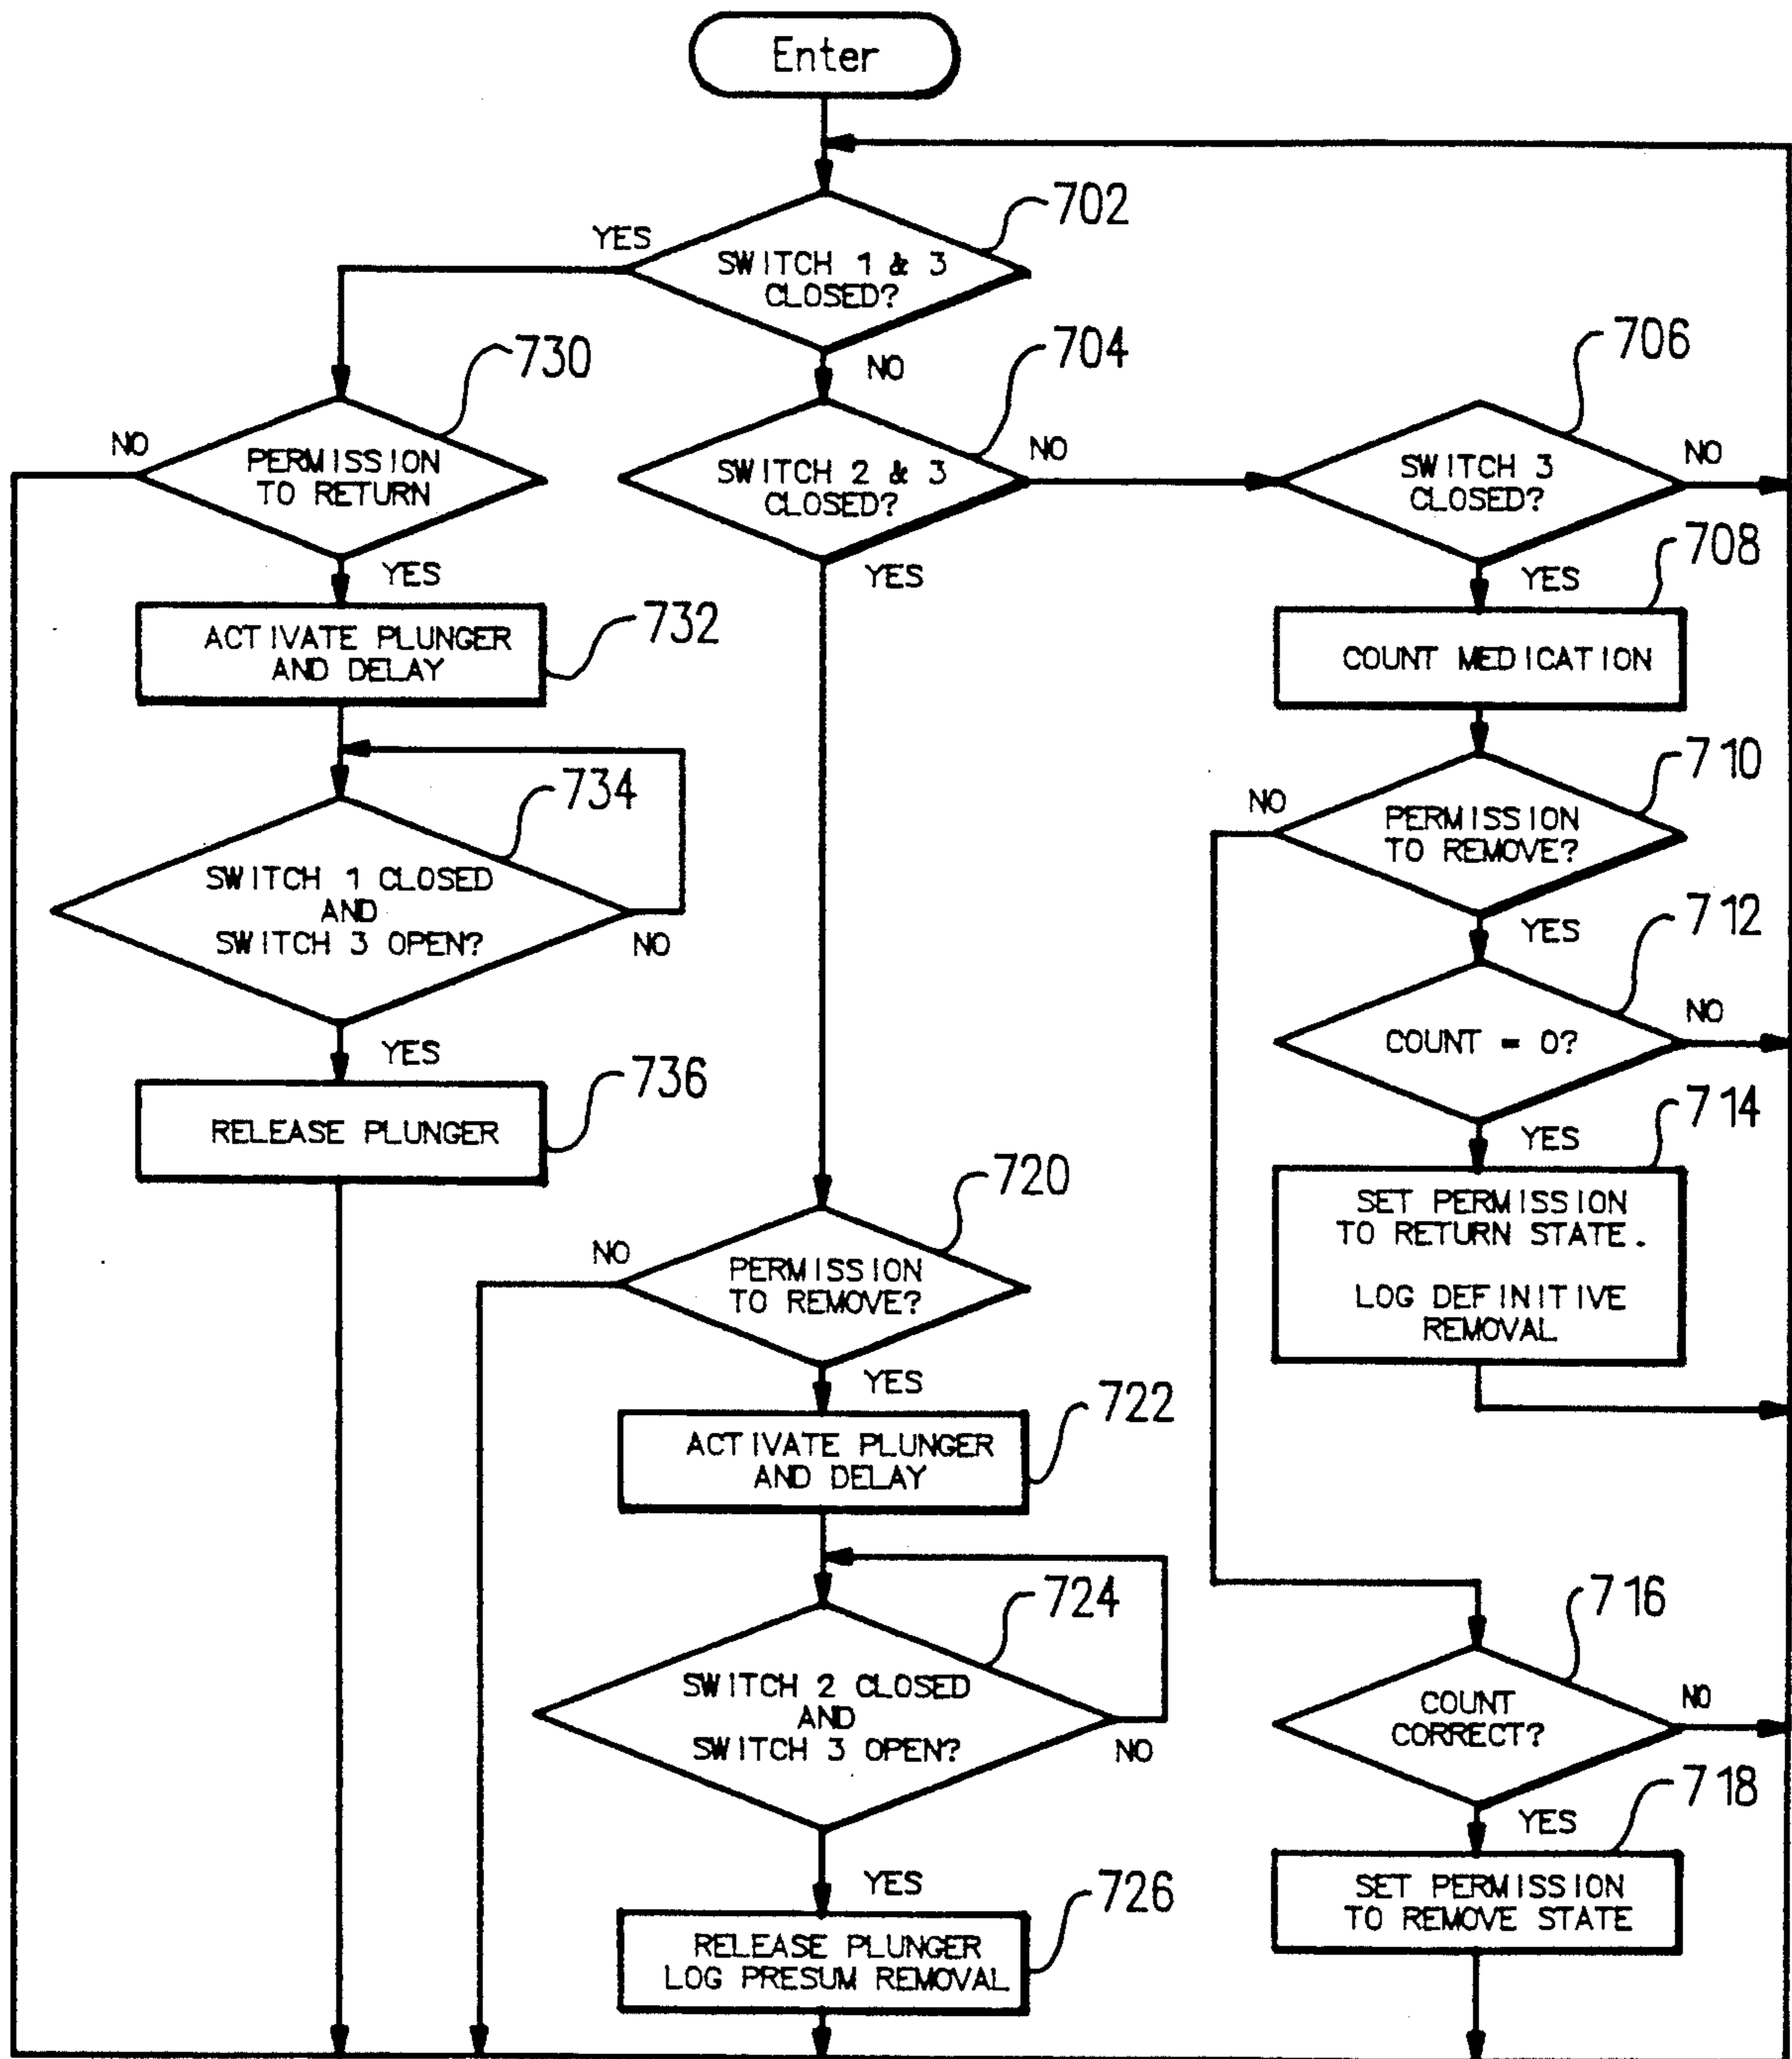 Enter
702
YES
SWITCH 1 & 3
CLOSED?
NO
730
NO
PERMISSION
TO RETURN
YES
704
SWITCH 2 & 3
CLOSED?
NO
YES
706
SWITCH 3
CLOSED?
NO
YES
732
ACTIVATE PLUNGER
AND DELAY
708
COUNT MEDICATION
734
SWITCH 1 CLOSED
AND
SWITCH 3 OPEN?
NO
YES
710
NO
PERMISSION
TO REMOVE?
YES
712
COUNT = 0?
NO
YES
736
RELEASE PLUNGER
714
SET PERMISSION
TO RETURN STATE.
LOG DEFINITIVE
REMOVAL
720
NO
PERMISSION
TO REMOVE?
YES
722
ACTIVATE PLUNGER
AND DELAY
724
SWITCH 2 CLOSED
AND
SWITCH 3 OPEN?
NO
YES
716
COUNT
CORRECT?
NO
YES
726
RELEASE PLUNGER
LOG PRESUM REMOVAL
718
SET PERMISSION
TO REMOVE STATE